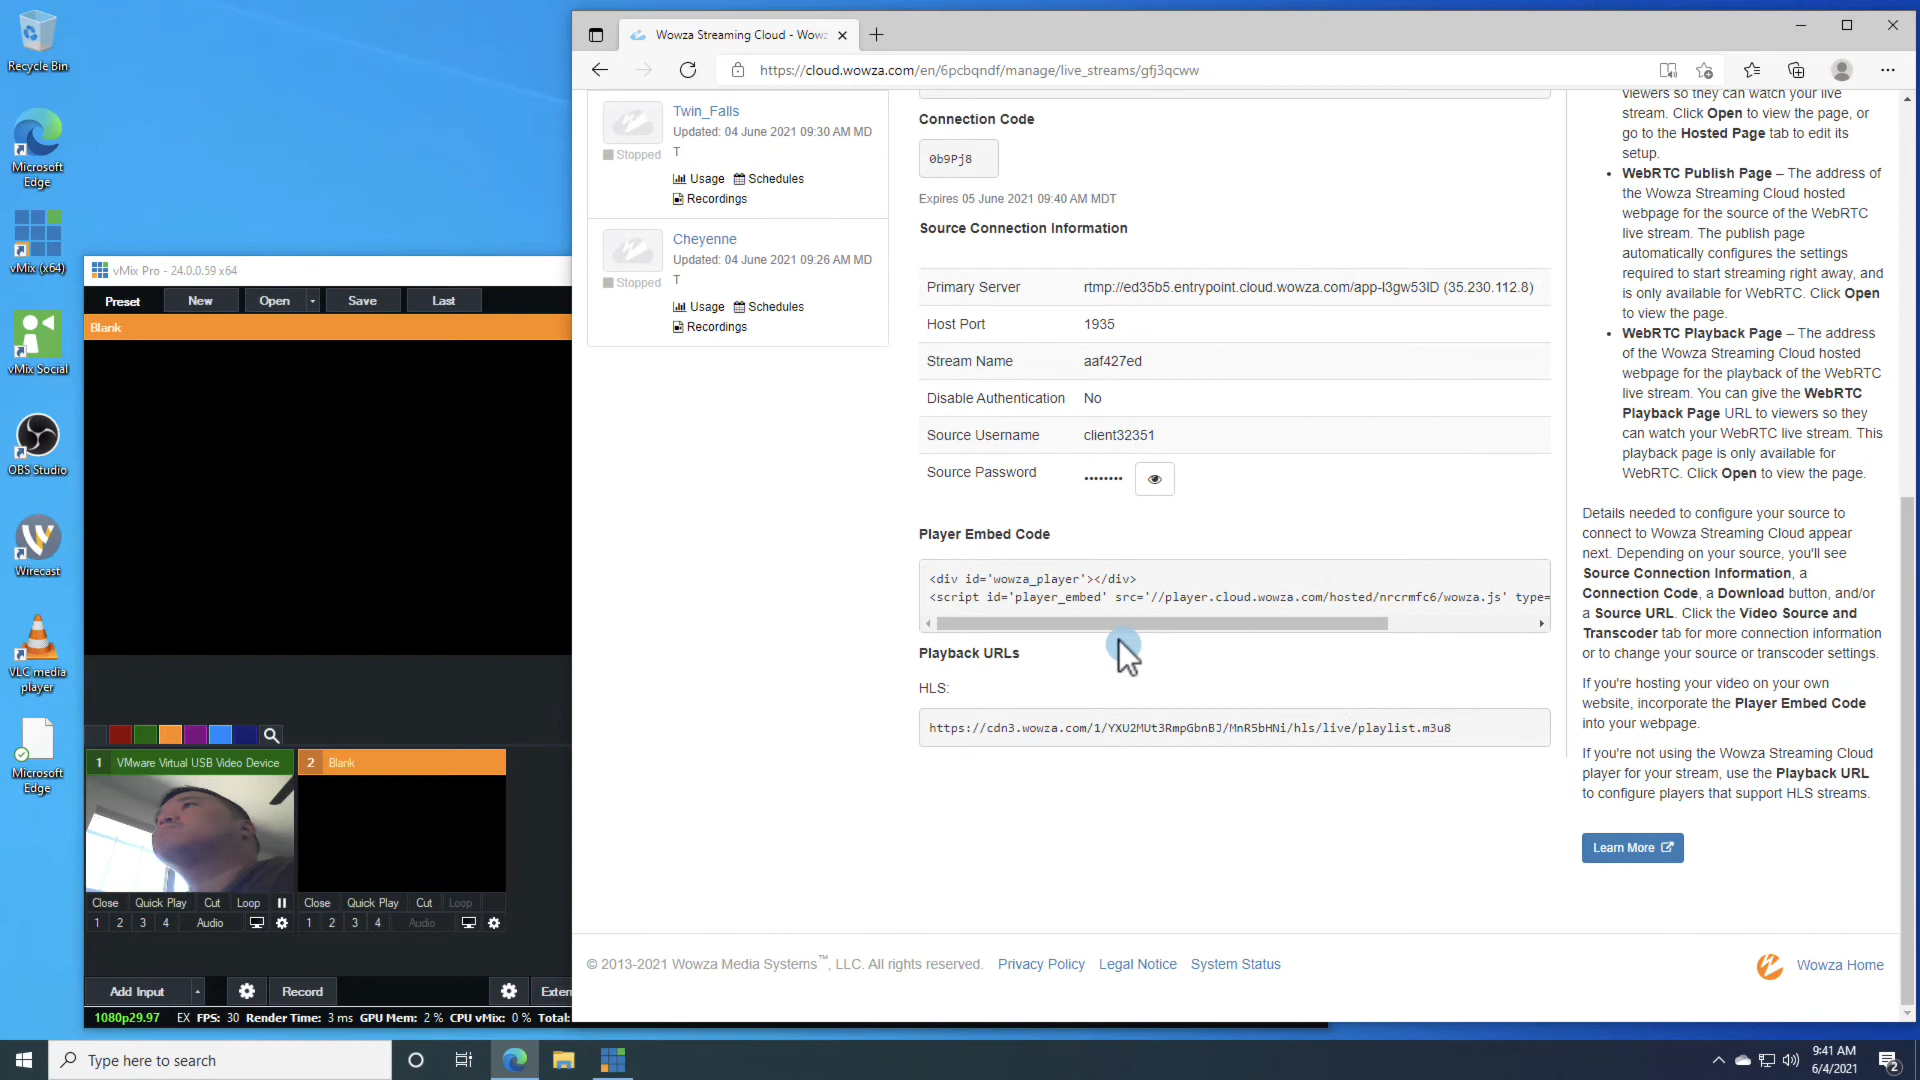 Recycle Bin
Microsoft
Edge
vMix (x64)
vMix Social
OBS Studio
Wirecast
VLC media
player
Microsoft
Edge
vMix Pro - 24.0.0.59 x64
Preset New Open Save Last
Blank
1 VMware Virtual USB Video Device
2 Blank
Close Quick Play Cut Loop
Close Quick Play Cut Loop
1 2 3 4 Audio
1 2 3 4 Audio
Add Input Record Extern
1080p29.97 EX FPS: 30 Render Time: 3 ms GPU Mem: 2 % CPU vMix: 0 % Total:
Wowza Streaming Cloud - Wowz
https://cloud.wowza.com/en/6pcbqndf/manage/live_streams/gfj3qcww
Twin_Falls
Updated: 04 June 2021 09:30 AM MD
T
Stopped
Usage Schedules
Recordings
Cheyenne
Updated: 04 June 2021 09:26 AM MD
T
Stopped
Usage Schedules
Recordings
Connection Code
0b9Pj8
Expires 05 June 2021 09:40 AM MDT
Source Connection Information
Primary Server rtmp://ed35b5.entrypoint.cloud.wowza.com/app-l3gw53ID (35.230.112.8)
Host Port 1935
Stream Name aaf427ed
Disable Authentication No
Source Username client32351
Source Password ••••••••
Player Embed Code
<div id='wowza_player'></div>
<script id='player_embed' src='//player.cloud.wowza.com/hosted/nrcrmfc6/wowza.js' type=
Playback URLs
HLS:
https://cdn3.wowza.com/1/YXU2MUt3RmpGbnBJ/MnR5bHNi/hls/live/playlist.m3u8
viewers so they can watch your live
stream. Click Open to view the page, or
go to the Hosted Page tab to edit its
setup.
• WebRTC Publish Page – The address of
the Wowza Streaming Cloud hosted
webpage for the source of the WebRTC
live stream. The publish page
automatically configures the settings
required to start streaming right away, and
is only available for WebRTC. Click Open
to view the page.
• WebRTC Playback Page – The address
of the Wowza Streaming Cloud hosted
webpage for the playback of the WebRTC
live stream. You can give the WebRTC
Playback Page URL to viewers so they
can watch your WebRTC live stream. This
playback page is only available for
WebRTC. Click Open to view the page.
Details needed to configure your source to
connect to Wowza Streaming Cloud appear
next. Depending on your source, you'll see
Source Connection Information, a
Connection Code, a Download button, and/or
a Source URL. Click the Video Source and
Transcoder tab for more connection information
or to change your source or transcoder settings.
If you're hosting your video on your own
website, incorporate the Player Embed Code
into your webpage.
If you're not using the Wowza Streaming Cloud
player for your stream, use the Playback URL
to configure players that support HLS streams.
Learn More
© 2013-2021 Wowza Media Systems™, LLC. All rights reserved. Privacy Policy Legal Notice System Status
Wowza Home
Type here to search
9:41 AM
6/4/2021
2